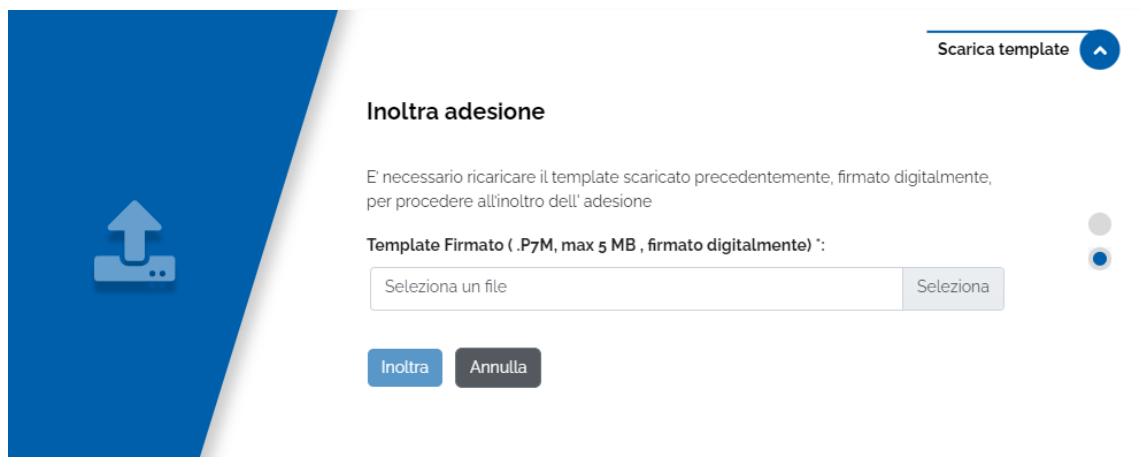 Scarica template
Inoltra adesione
E' necessario ricaricare il template scaricato precedentemente, firmato digitalmente,
per procedere all'inoltro dell' adesione
Template Firmato ( .P7M, max 5 MB , firmato digitalmente) *:
Seleziona un file
Seleziona
Inoltra
Annulla